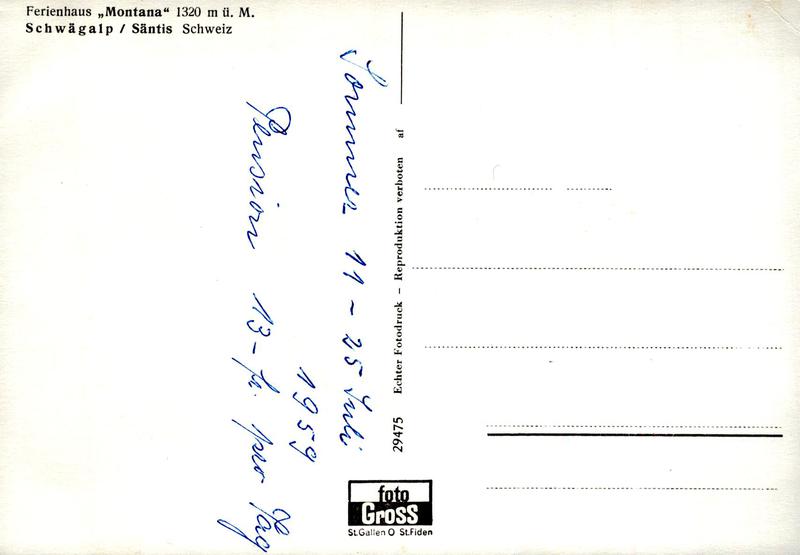 Ferienhaus „Montana“ 1320 m ü. M.
Schwägalp / Säntis Schweiz
Sommer 11 - 25 Juli
1959
Pension 13 - fr. pro Tag
29475 Echter Fotodruck – Reproduktion verboten af
foto
Gross
St.Gallen O St.Fiden